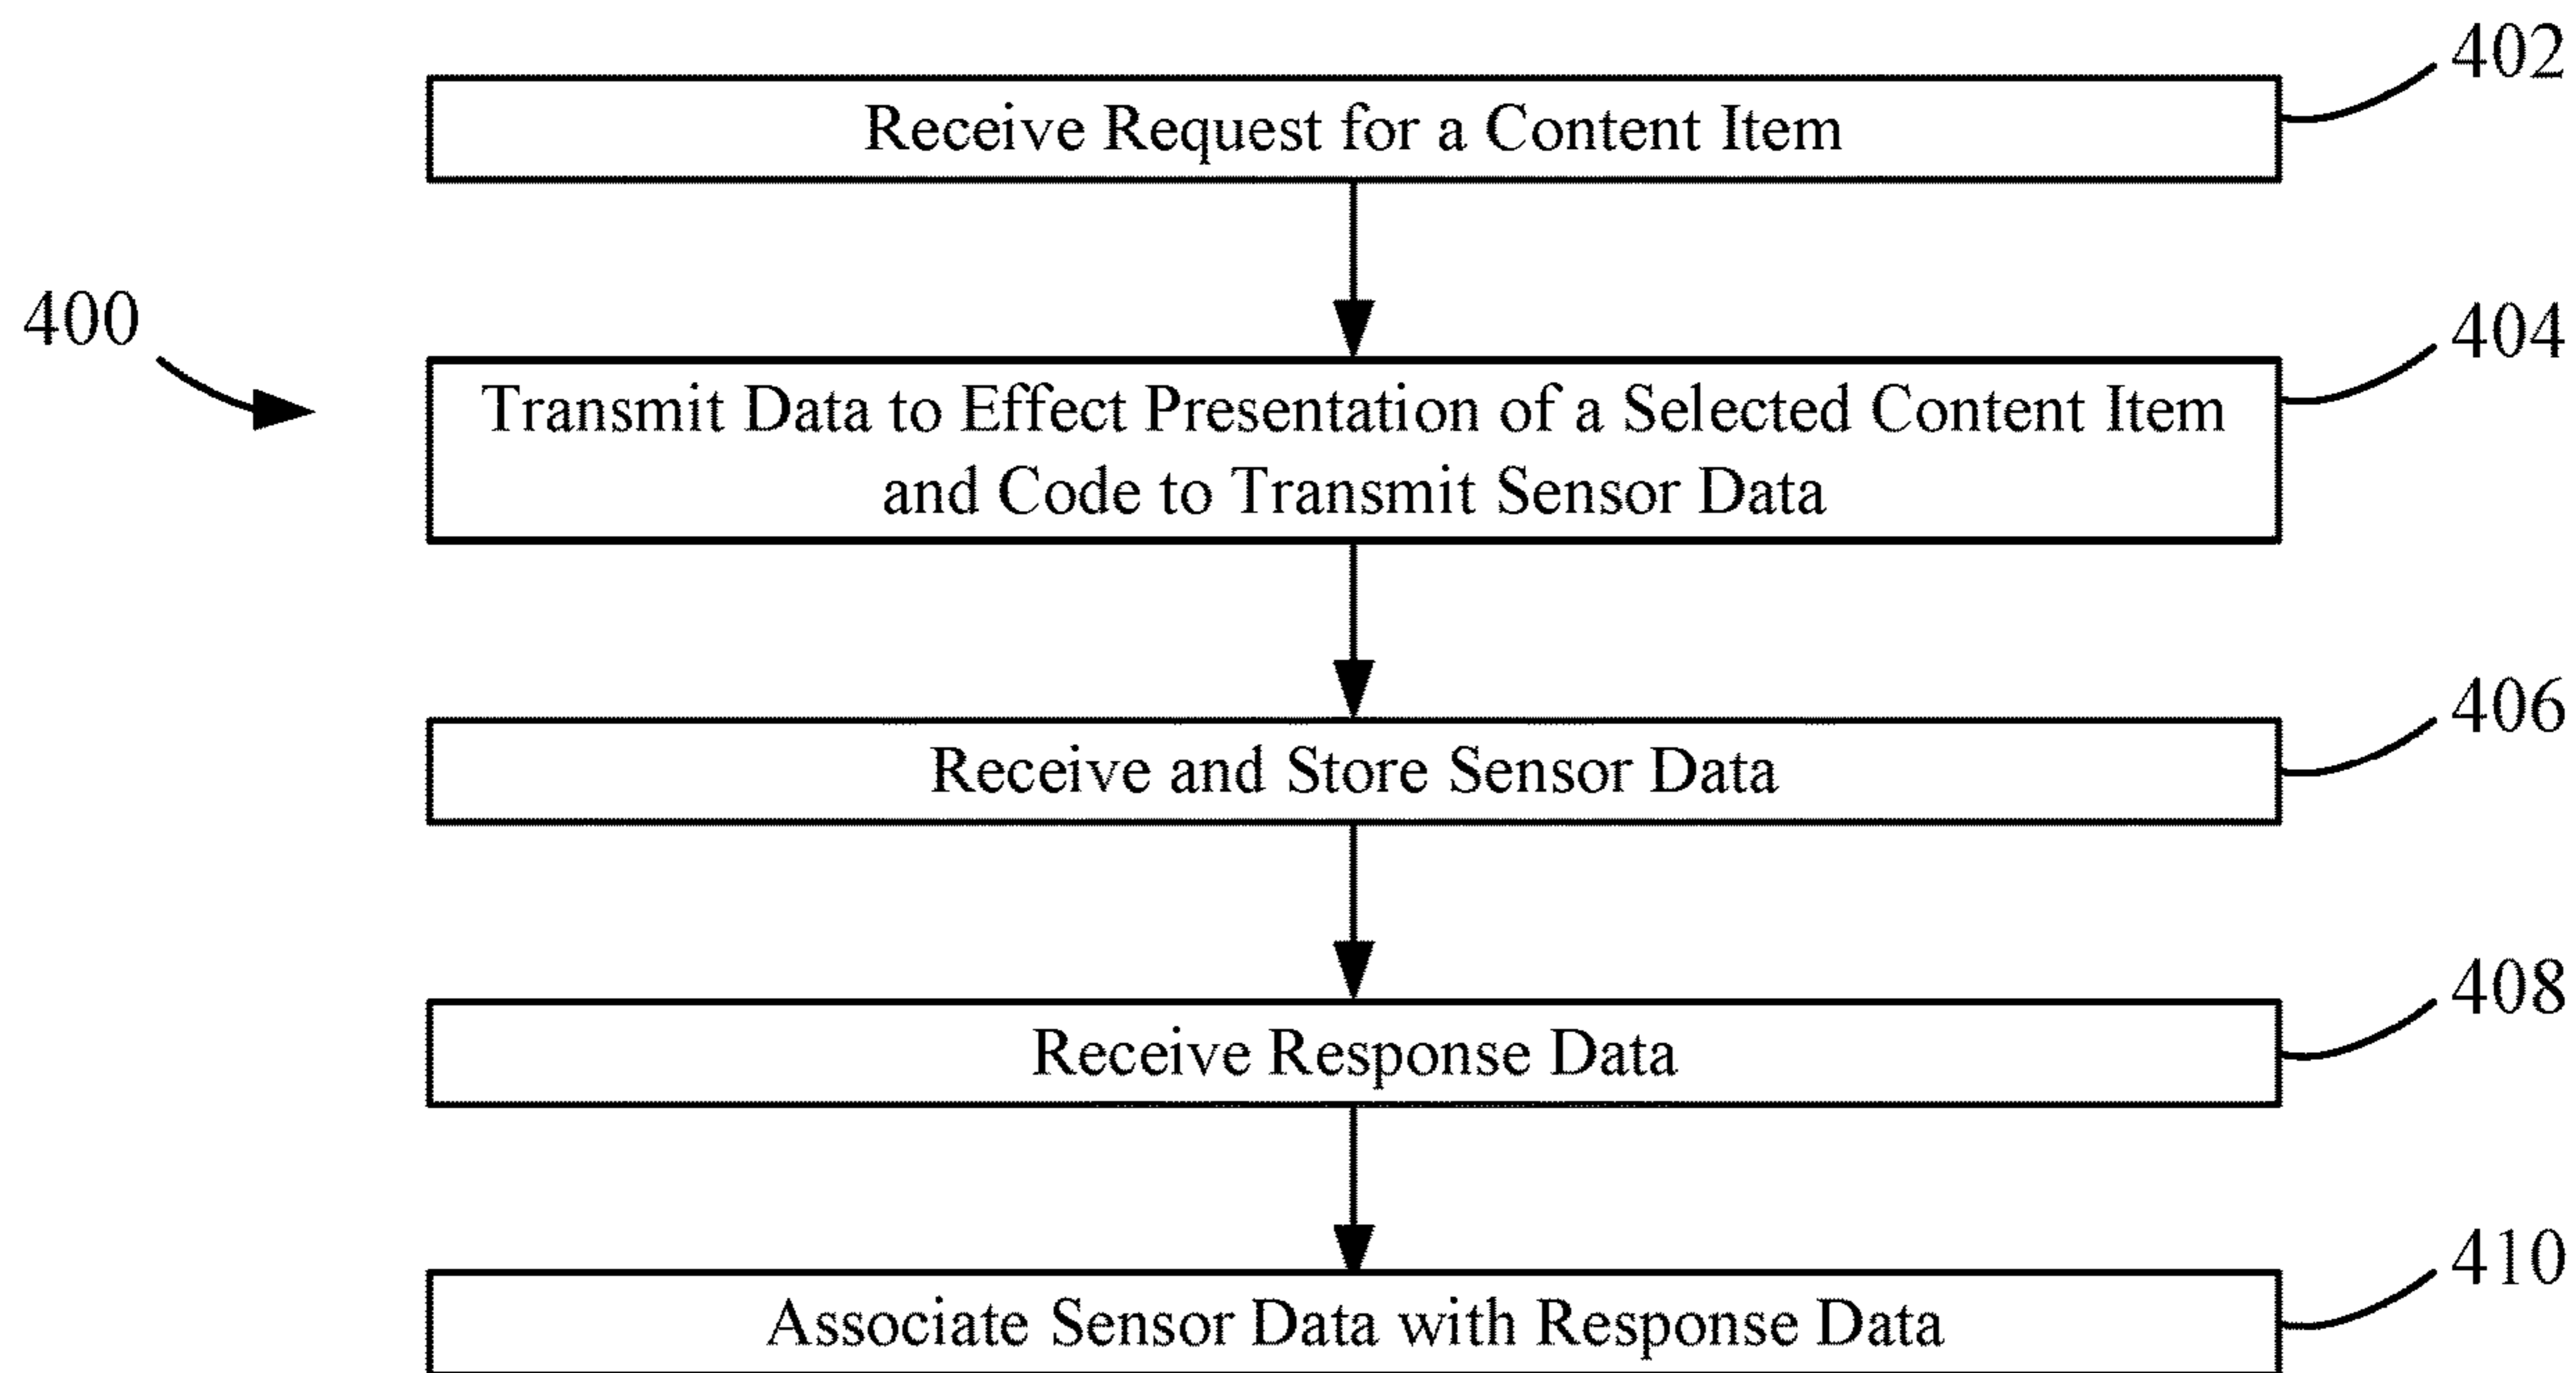 402
Receive Request for a Content Item
400
404
Transmit Data to Effect Presentation of a Selected Content Item
and Code to Transmit Sensor Data
406
Receive and Store Sensor Data
408
Receive Response Data
410
Associate Sensor Data with Response Data